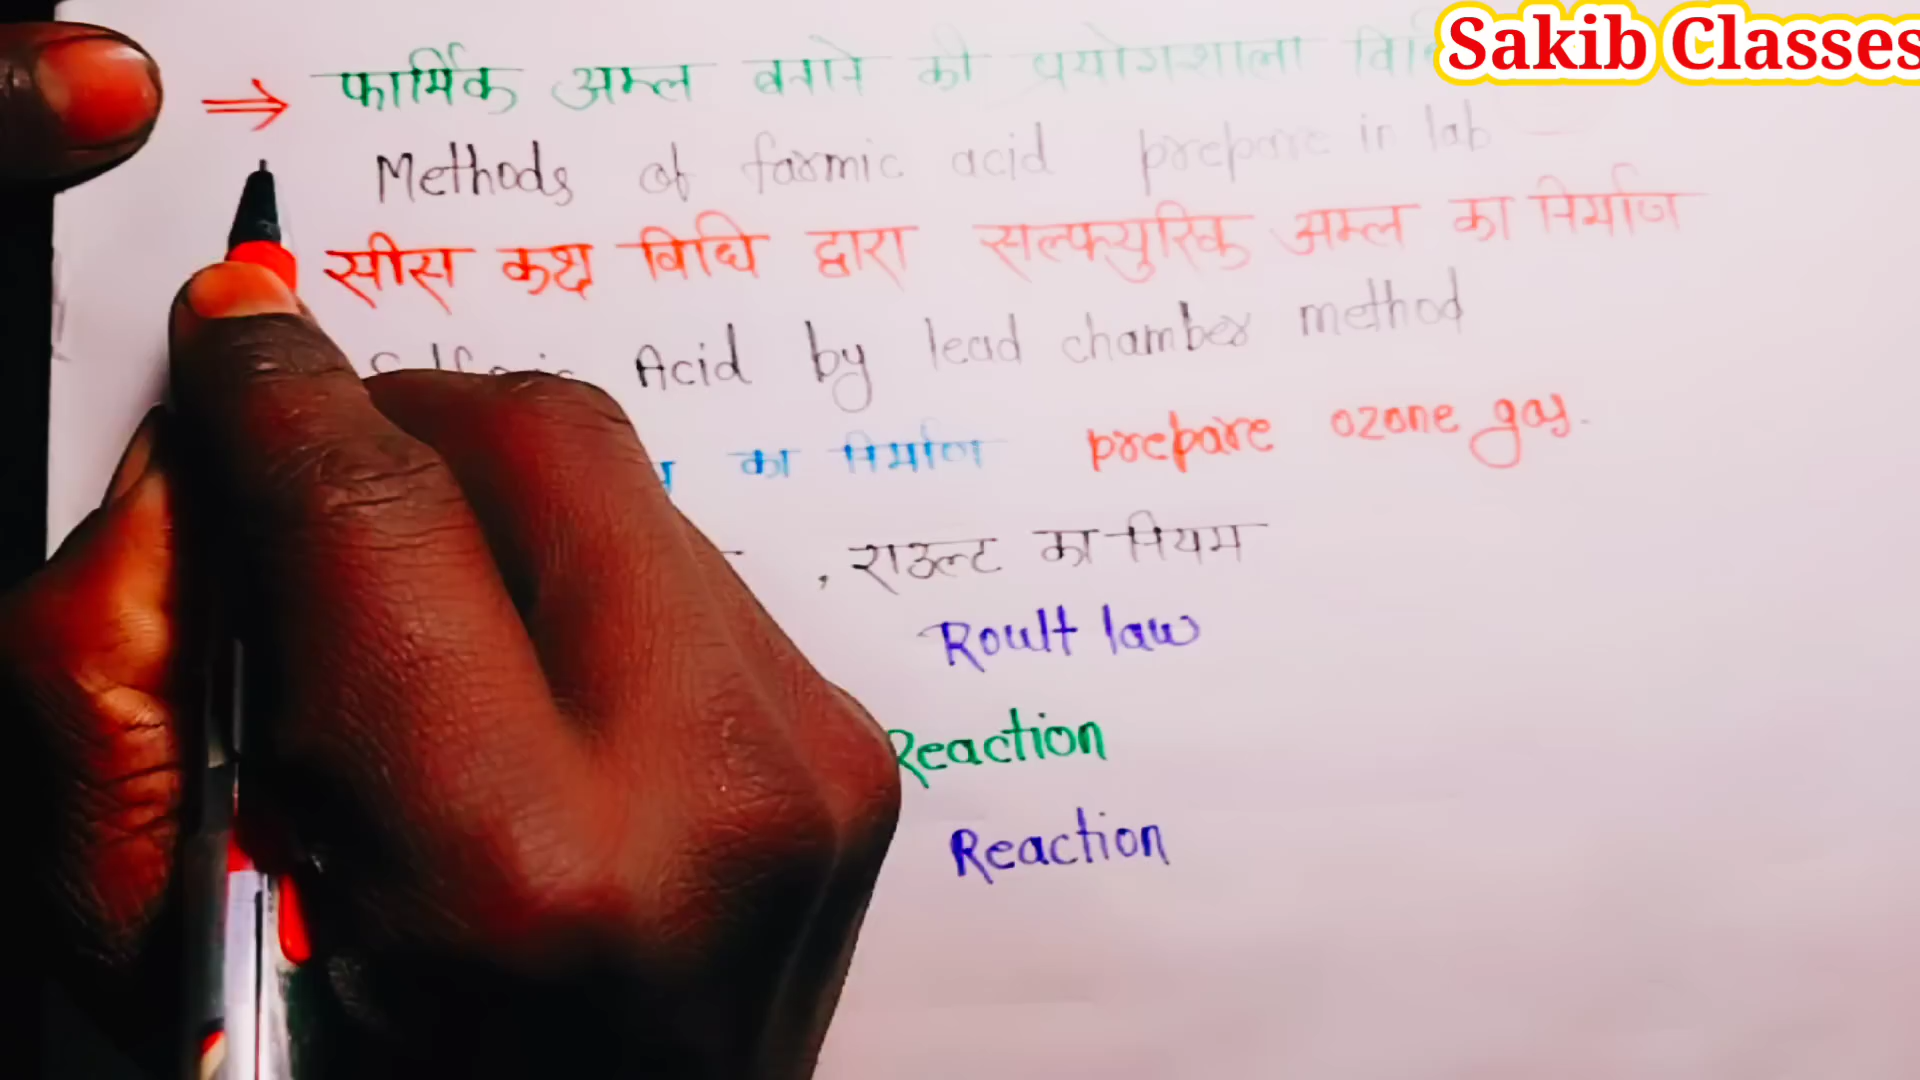 Sakib Classes
⇒ फार्मिक अम्ल बनाने की प्रयोगशाला
Methods of farmic acid prepare in lab
सीस कक्ष विधि द्वारा सल्फ्युरिक अम्ल का निर्माण
Acid by lead chamber method
का निर्माण prepare ozone gas.
, राउल्ट का नियम
Roult law
Reaction
Reaction